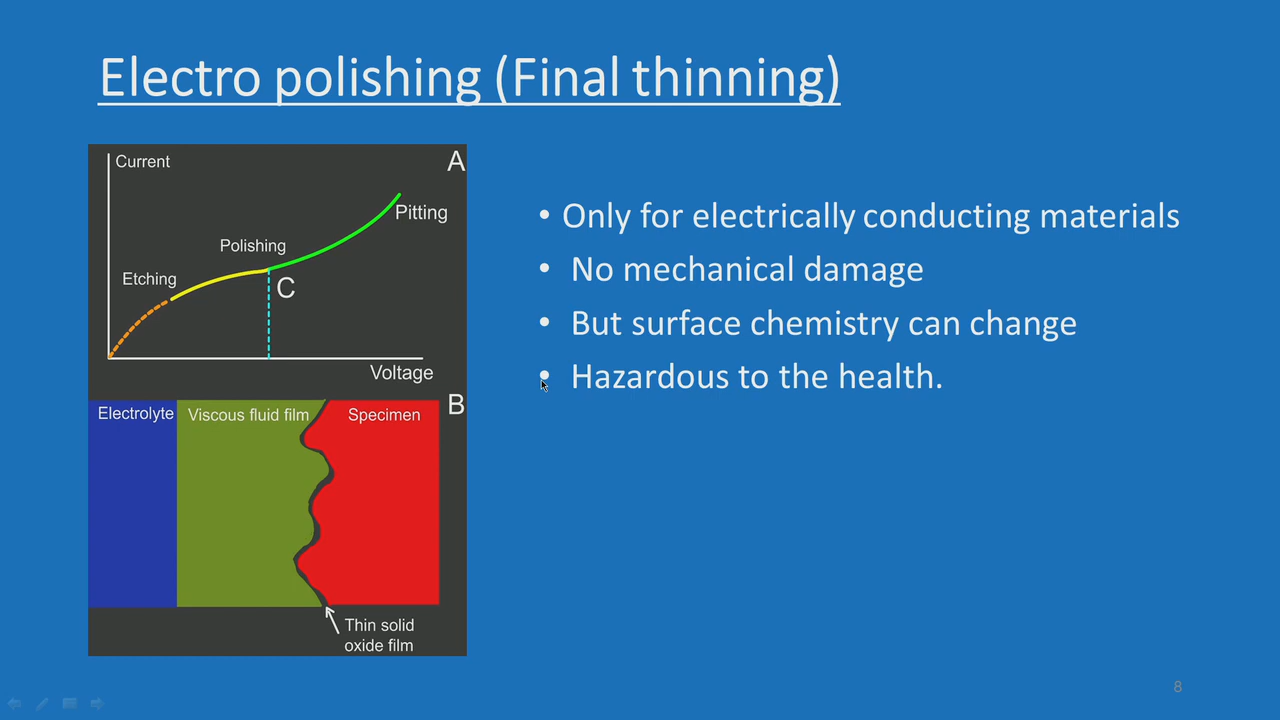 Electro polishing (Final thinning)
Current
A
Pitting
Polishing
Etching
C
Voltage
Electrolyte
Viscous fluid film
Specimen
B
Thin solid
oxide film
• Only for electrically conducting materials
• No mechanical damage
• But surface chemistry can change
• Hazardous to the health.
8